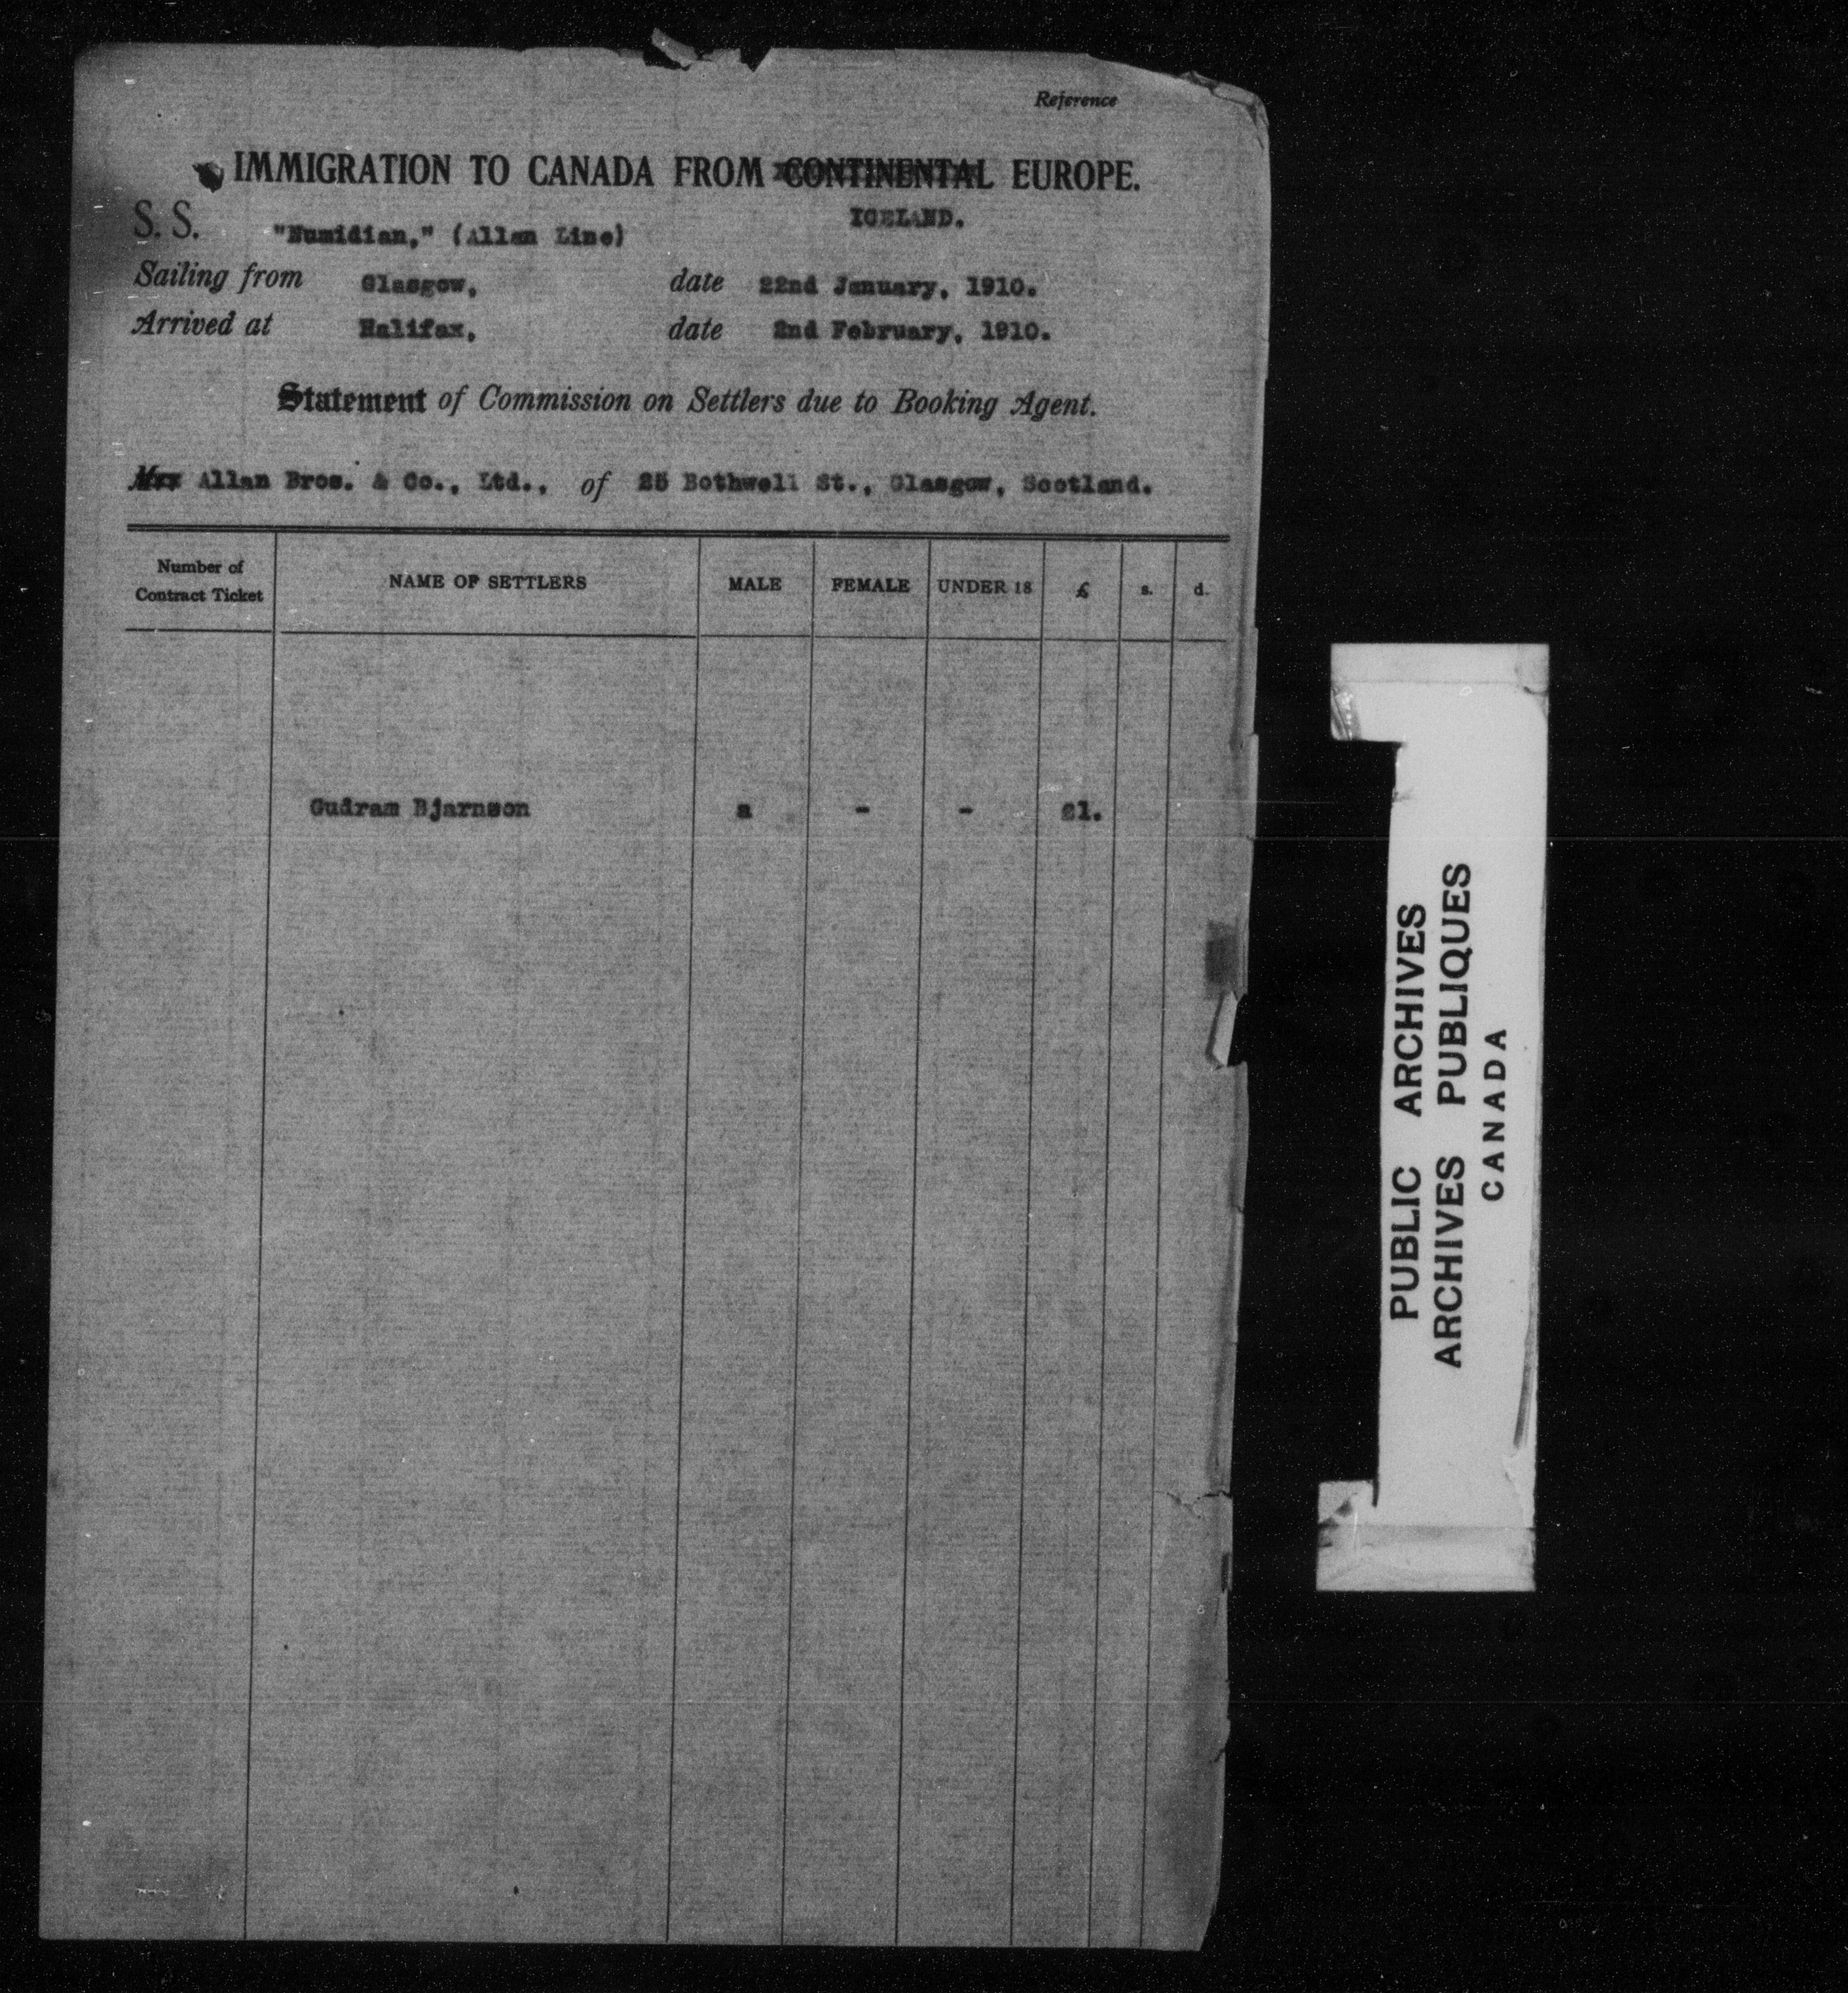 Reference
IMMIGRATION TO CANADA FROM CONTINENTAL EUROPE.
ICELAND.
S. S. "Numidian," (Allan Line)
Sailing from Glasgow, date 22nd January, 1910.
Arrived at Halifax, date 2nd February, 1910.
Statement of Commission on Settlers due to Booking Agent.
Mxx Allan Bros. & Co., Ltd., of 25 Bothwell St., Glasgow, Scotland.
Number of Contract Ticket NAME OF SETTLERS MALE FEMALE UNDER 18 £ s. d.
Gudram Bjarnson a - - £1.
PUBLIC ARCHIVES
ARCHIVES PUBLIQUES
CANADA